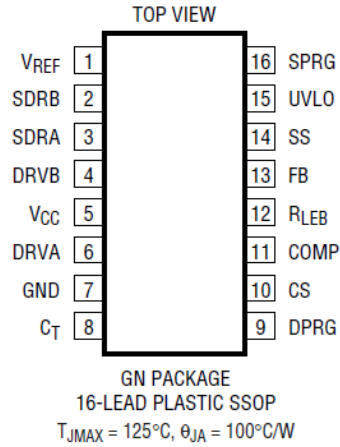 TOP VIEW
VREF 1 16 SPRG
SDRB 2 15 UVLO
SDRA 3 14 SS
DRVB 4 13 FB
VCC 5 12 RLEB
DRVA 6 11 COMP
GND 7 10 CS
CT 8 9 DPRG
GN PACKAGE
16-LEAD PLASTIC SSOP
TJMAX = 125°C, θJA = 100°C/W